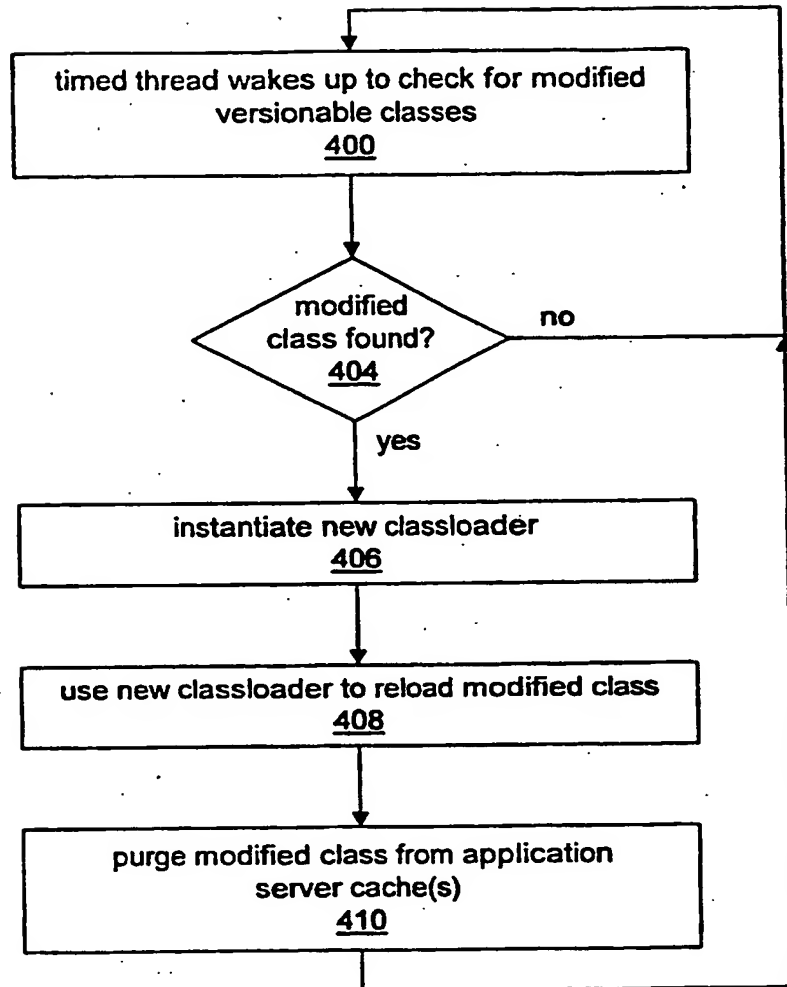 timed thread wakes up to check for modified
versionable classes
400
modified
class found?
404
no
yes
instantiate new classloader
406
use new classloader to reload modified class
408
purge modified class from application
server cache(s)
410